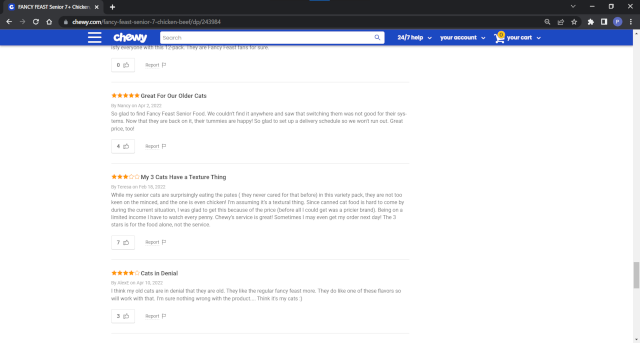 FANCY FEAST Senior 7+ Chicken
chewy.com/fancy-feast-senior-7-chicken-beef/dp/243984
chewy
Search
24/7 help
your account
0
your cart
isfy everyone with this 12-pack. They are Fancy Feast fans for sure.
0
Report
Great For Our Older Cats
By Nancy on Apr 2, 2022
So glad to find Fancy Feast Senior Food. We couldn't find it anywhere and saw that switching them was not good for their sys-
tems. Now that they are back on it, their tummies are happy! So glad to set up a delivery schedule so we won't run out. Great
price, too!
4
Report
My 3 Cats Have a Texture Thing
By Teresa on Feb 18, 2022
While my senior cats are surprisingly eating the pates ( they never cared for that before) in this variety pack, they are not too
keen on the minced, and the one is even chicken! I'm assuming it's a textural thing. Since canned cat food is hard to come by
during the current situation, I was glad to get this because of the price (before all I could get was a pricier brand). Being on a
limited income I have to watch every penny. Chewy's service is great! Sometimes I may even get my order next day! The 3
stars is for the food alone, not the service.
7
Report
Cats in Denial
on Apr 10, 2022
I think my old cats are in denial that they are old. They like the regular fancy feast more. They do like one of those flavors so
will work with that. I'm sure nothing wrong with the product.... Think it's my cats :)
3
Report